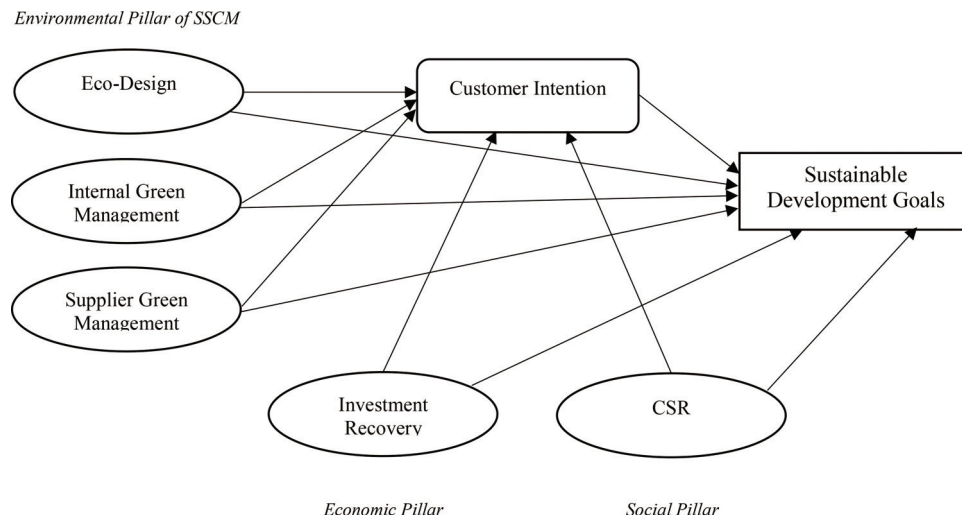 Environmental Pillar of SSCM
Eco-Design
Customer Intention
Internal Green
Management
Sustainable
Development Goals
Supplier Green
Management
Investment
Recovery
CSR
Economic Pillar
Social Pillar